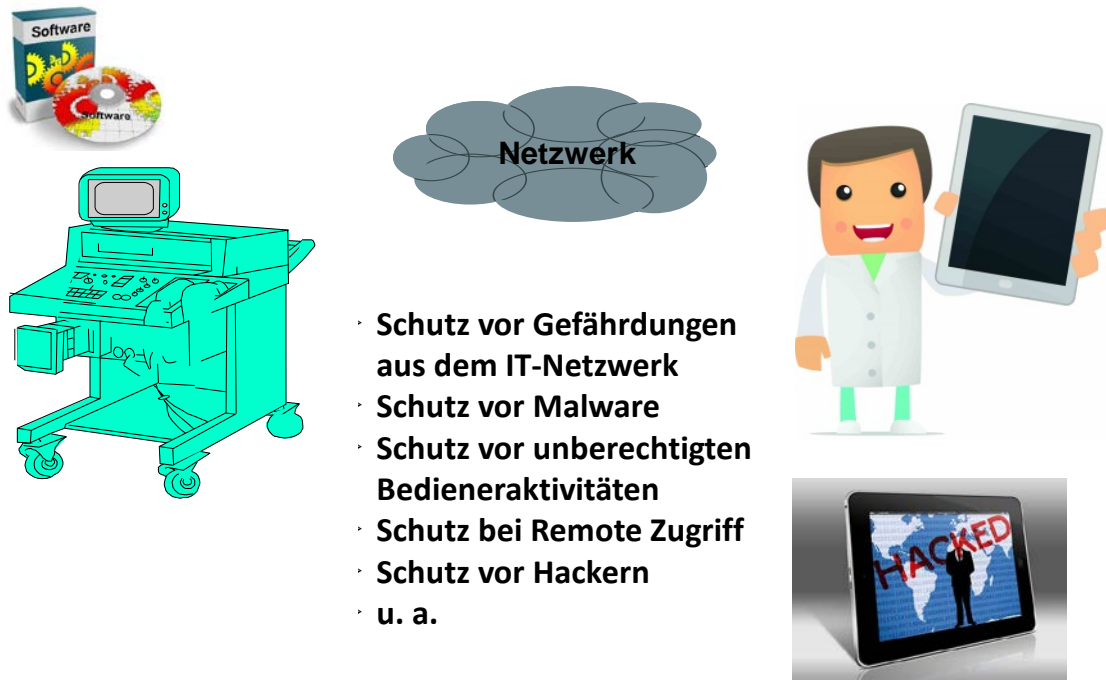 Software
Software
Netzwerk
Schutz vor Gefährdungen
aus dem IT-Netzwerk
Schutz vor Malware
Schutz vor unberechtigten
Bedieneraktivitäten
Schutz bei Remote Zugriff
Schutz vor Hackern
u. a.
HACKED